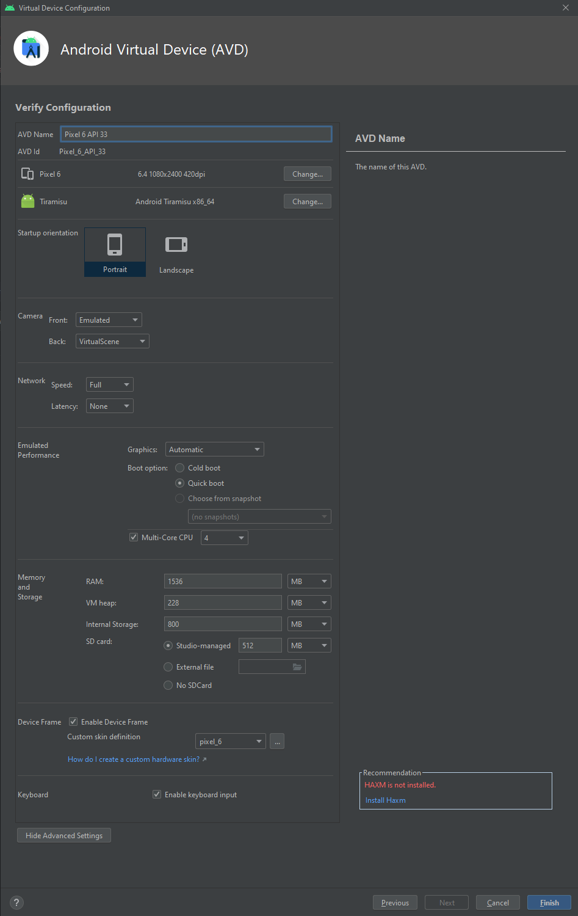 Virtual Device Configuration
Android Virtual Device (AVD)
Verify Configuration
AVD Name Pixel 6 API 33
AVD Id Pixel_6_API_33
Pixel 6 6.4 1080x2400 420dpi Change...
Tiramisu Android Tiramisu x86_64 Change...
Startup orientation
Portrait
Landscape
Camera Front: Emulated
Back: VirtualScene
Network Speed: Full
Latency: None
Emulated
Performance
Graphics: Automatic
Boot option: Cold boot
Quick boot
Choose from snapshot
(no snapshots)
Multi-Core CPU 4
Memory
and
Storage
RAM: 1536 MB
VM heap: 228 MB
Internal Storage: 800 MB
SD card: Studio-managed 512 MB
External file
No SDCard
Device Frame Enable Device Frame
Custom skin definition pixel_6 ...
How do I create a custom hardware skin? ↗
Keyboard Enable keyboard input
Hide Advanced Settings
AVD Name
The name of this AVD.
Recommendation
HAXM is not installed.
Install Haxm
? Previous Next Cancel Finish